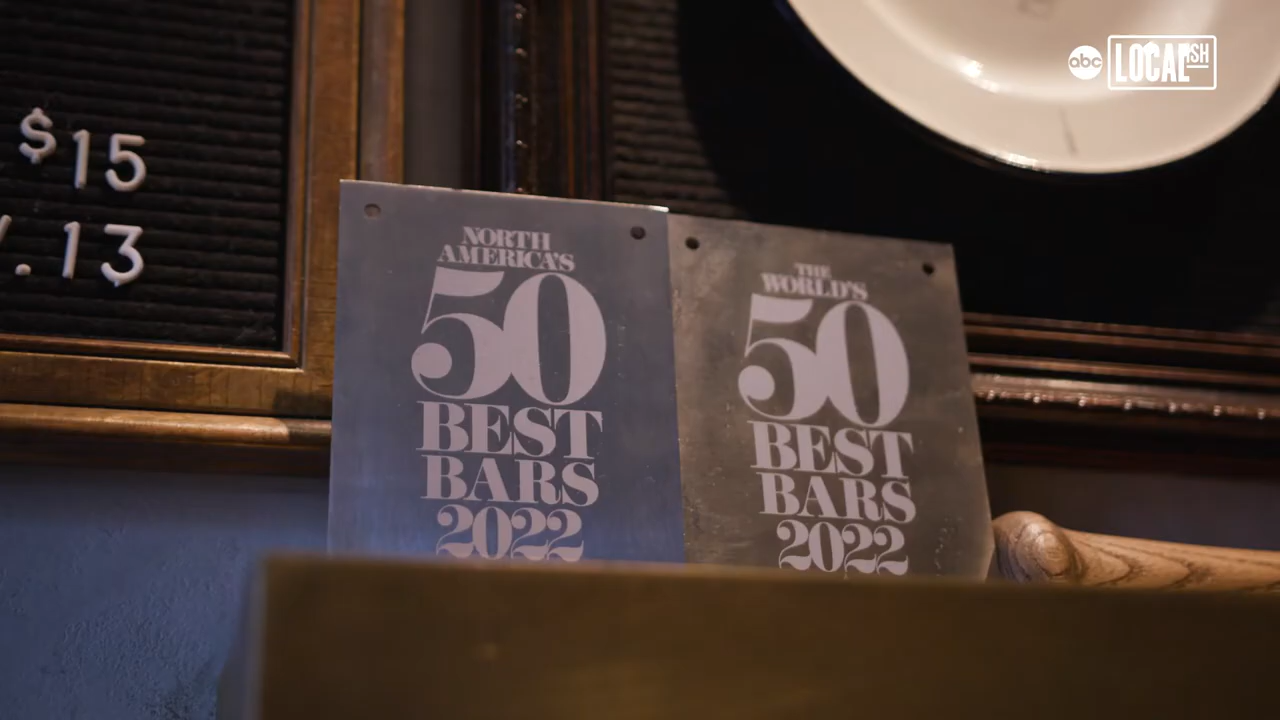 $15
.13
NORTH
AMERICA'S
50
BEST
BARS
2022
THE
WORLD'S
50
BEST
BARS
2022
abc LOCALISH